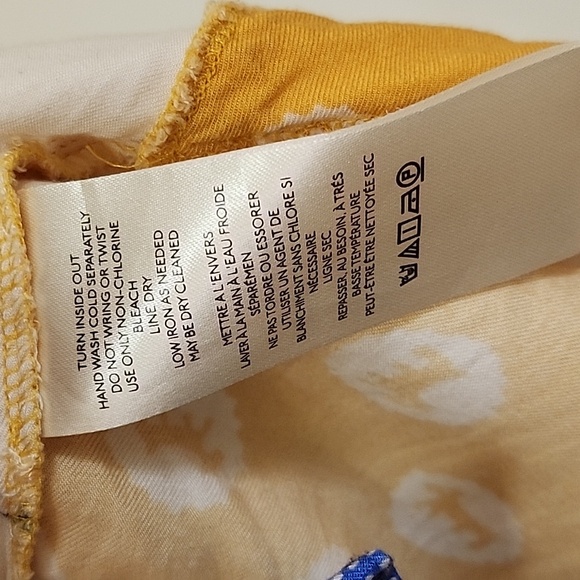 TURN INSIDE OUT
HAND WASH COLD SEPARATELY
DO NOT WRING OR TWIST
USE ONLY NON-CHLORINE
BLEACH
LINE DRY
LOW IRON AS NEEDED
MAY BE DRY CLEANED
METTRE À L'ENVERS
LAVER À LA MAIN À L'EAU FROIDE
SÉPARÉMEN
NE PAS TORDRE OU ESSORER
UTILISER UN AGENT DE
BLANCHIMENT SANS CHLORE SI
NÉCESSAIRE
LIGNE SEC
REPASSER, AU BESOIN, À TRÉS
BASSE TEMPÉRATURE
PEUT-ÊTRE ÊTRE NETTOYÉE SEC
P